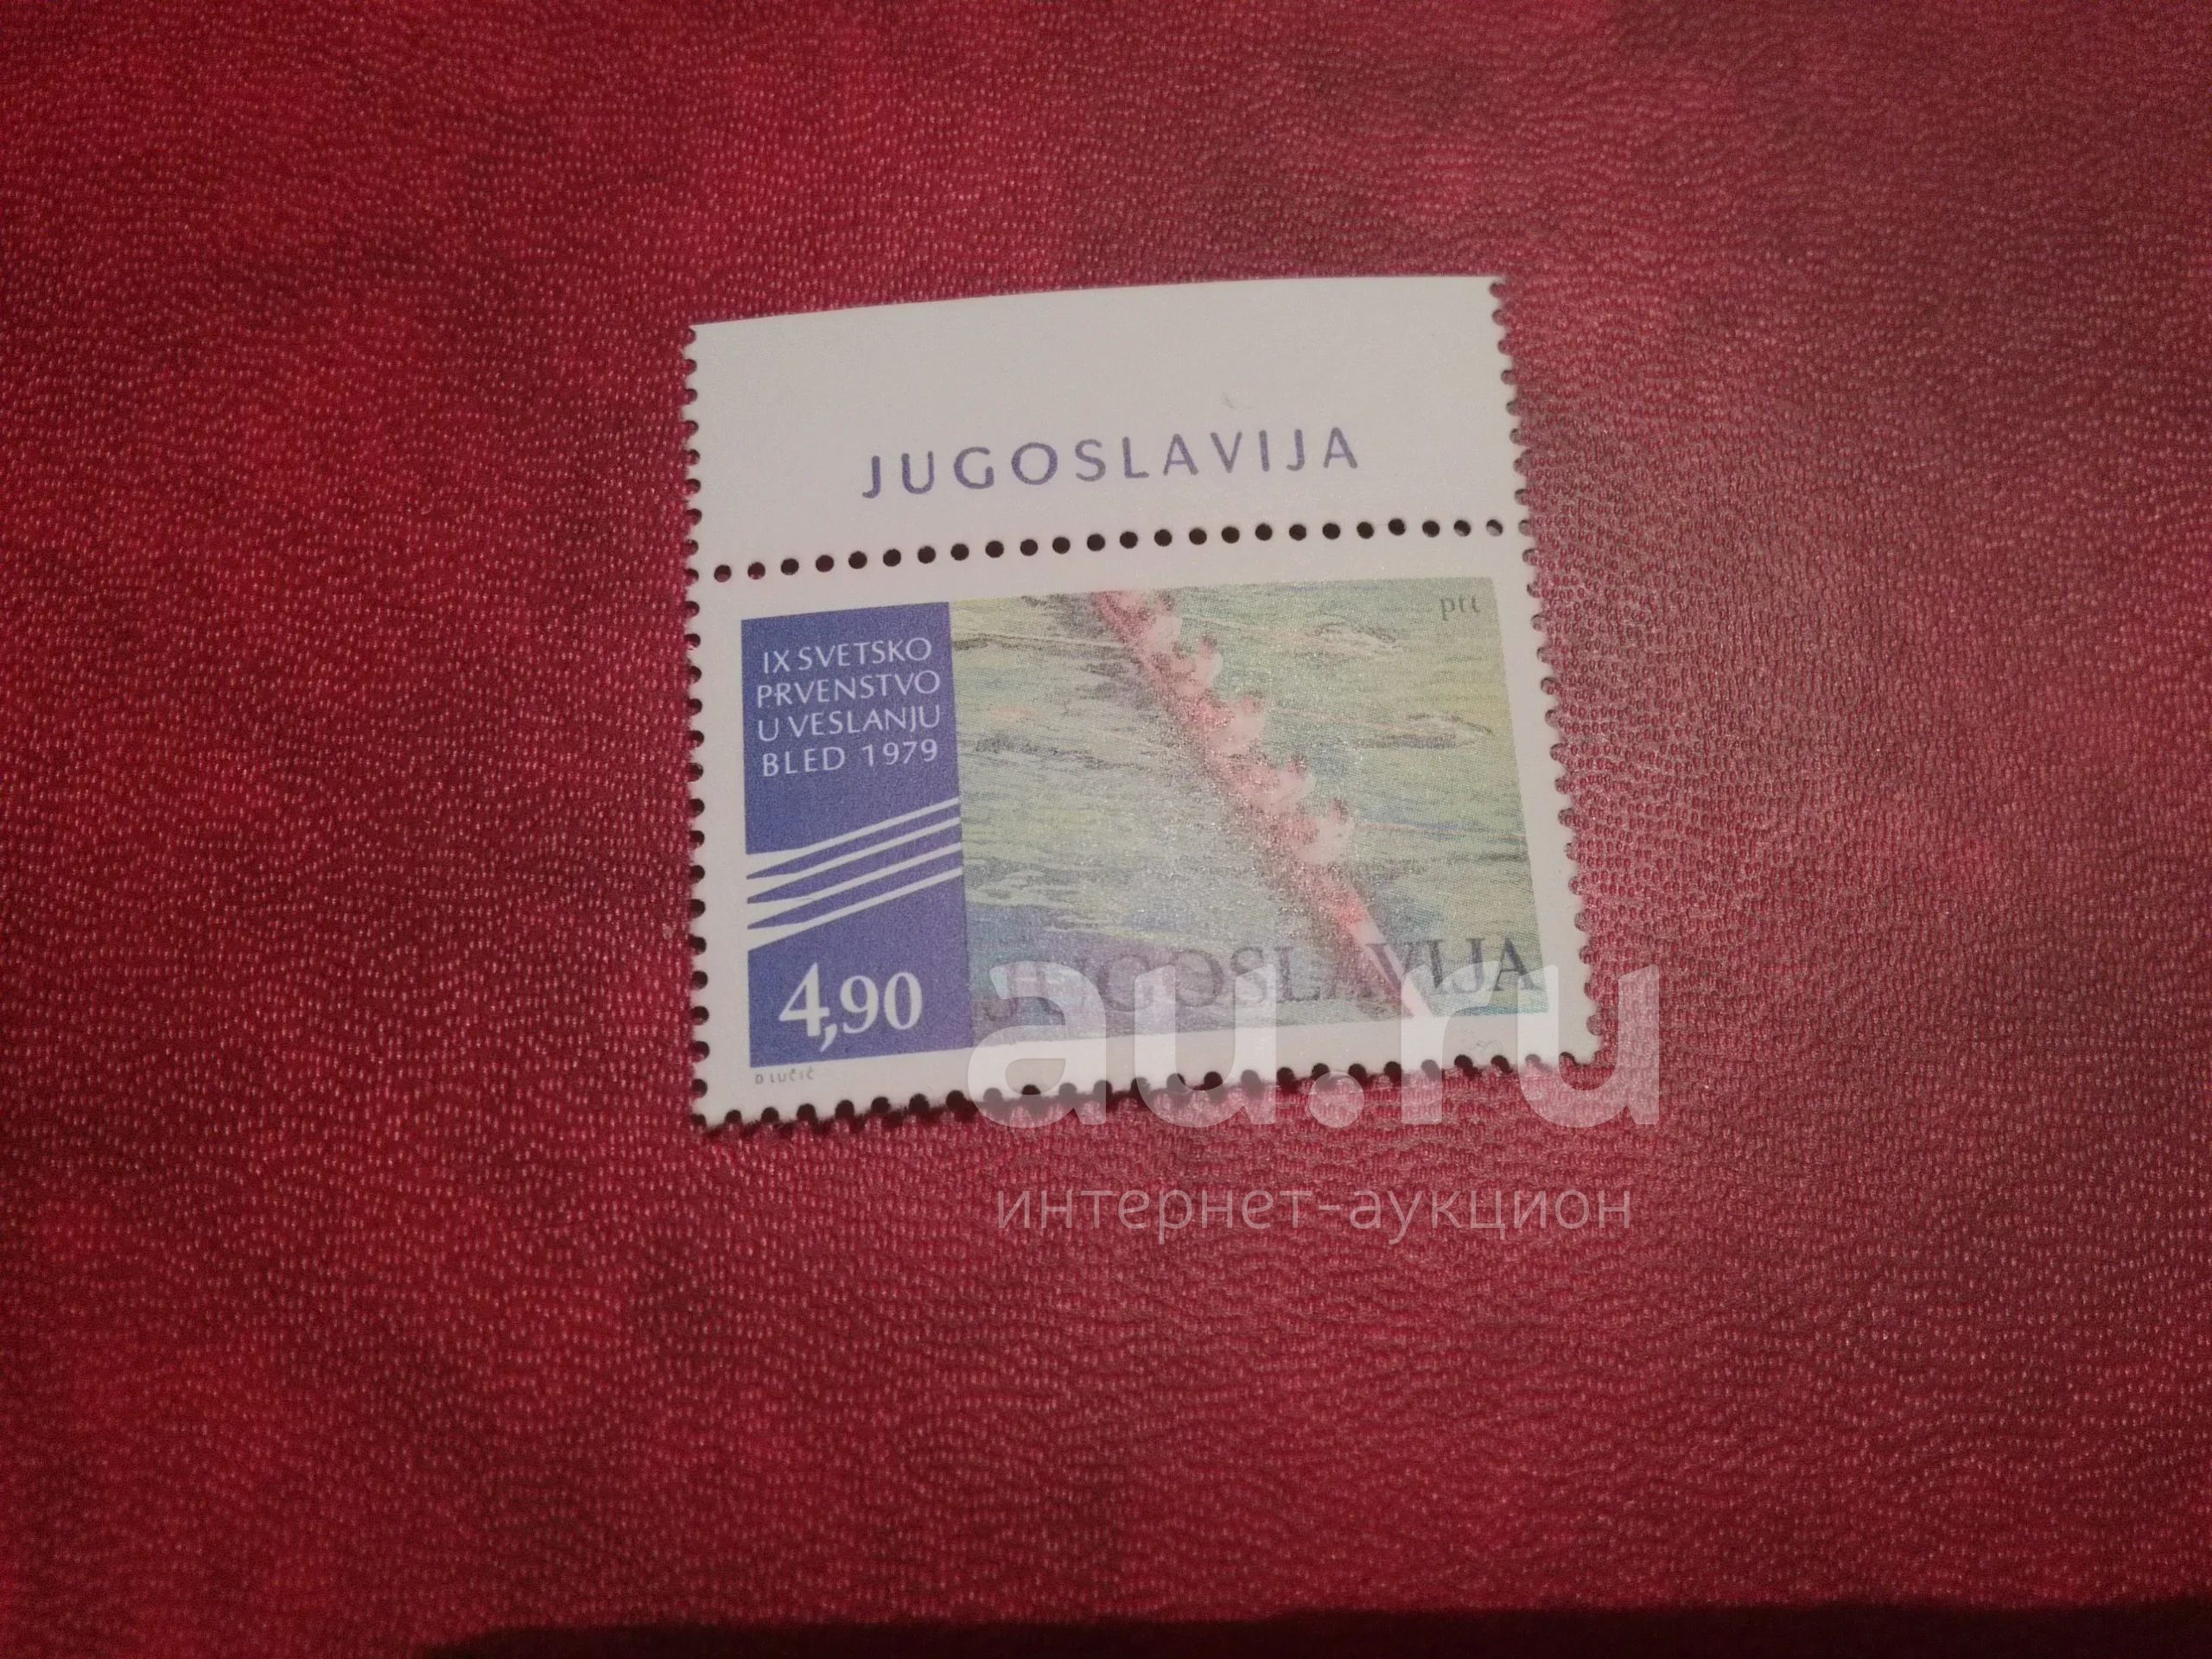 JUGOSLAVIJA
IX SVETSKO
PRVENSTVO
U VESLANJU
BLED 1979
ptt
4,90
JUGOSLAVIJA
D LUČIĆ
au.ru
интернет-аукцион